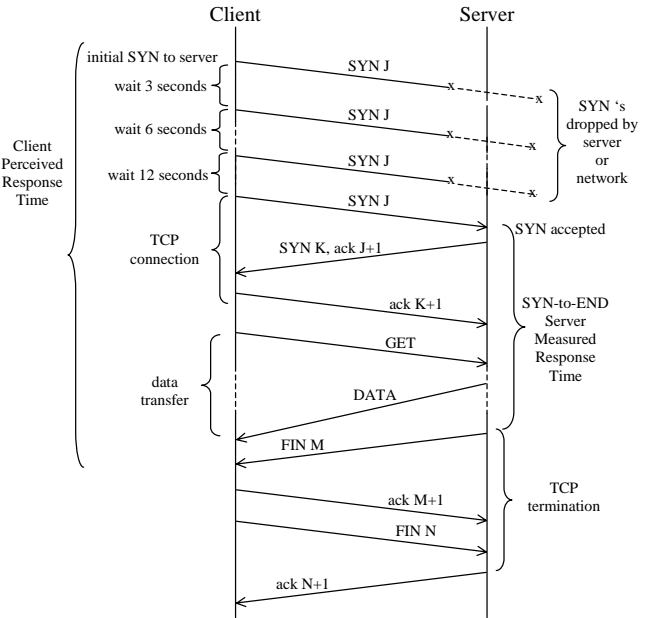 Client
Server
initial SYN to server
SYN J
wait 3 seconds
x
x
SYN J
wait 6 seconds
x
x
SYN 's
dropped by
server
or
network
Client
Perceived
Response
Time
SYN J
wait 12 seconds
x
x
SYN J
TCP
connection
SYN accepted
SYN K, ack J+1
ack K+1
SYN-to-END
Server
Measured
Response
Time
GET
data
transfer
DATA
FIN M
ack M+1
TCP
termination
FIN N
ack N+1